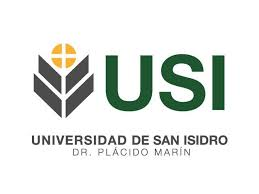 USI
UNIVERSIDAD DE SAN ISIDRO
DR. PLÁCIDO MARÍN